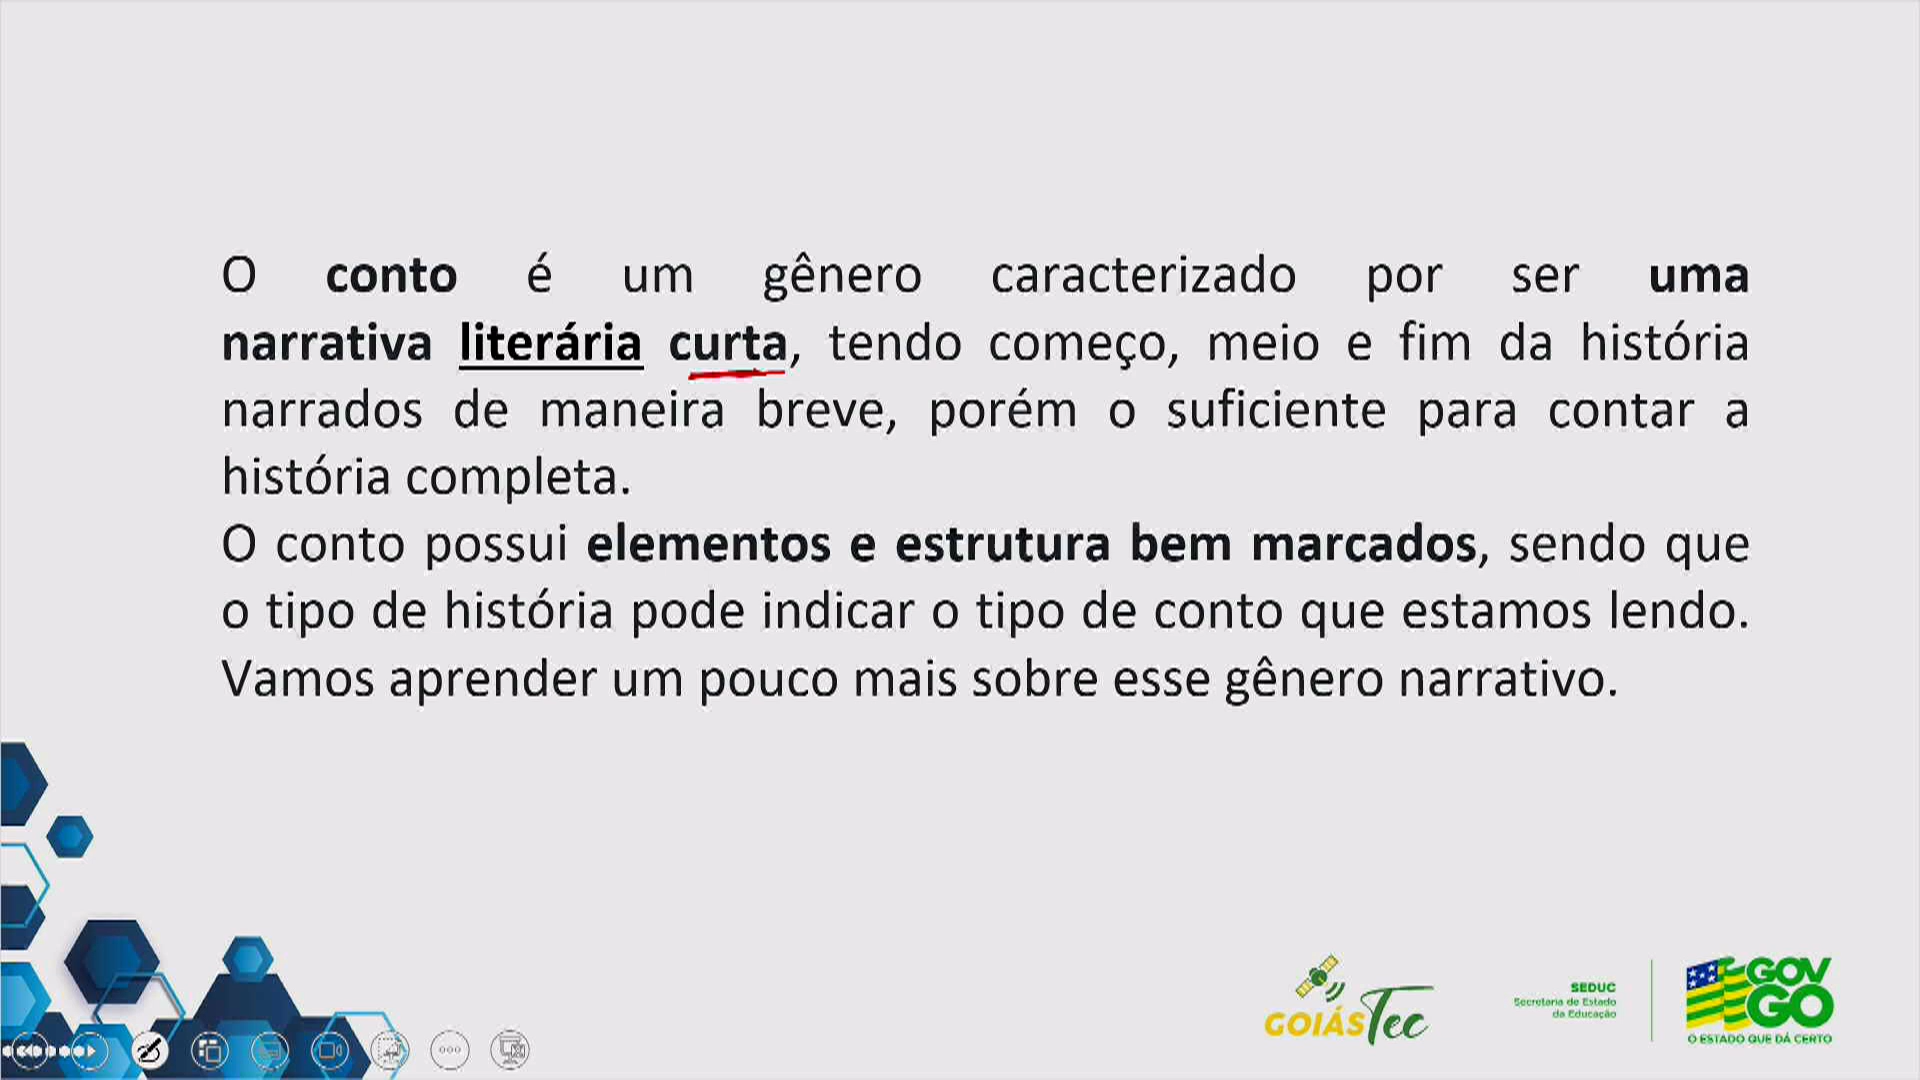 O conto é um gênero caracterizado por ser uma
narrativa literária curta, tendo começo, meio e fim da história
narrados de maneira breve, porém o suficiente para contar a
história completa.
O conto possui elementos e estrutura bem marcados, sendo que
o tipo de história pode indicar o tipo de conto que estamos lendo.
Vamos aprender um pouco mais sobre esse gênero narrativo.
GOIÁSTec
SEDUC
Secretaria de Estado
da Educação
GOV
GO
O ESTADO QUE DÁ CERTO